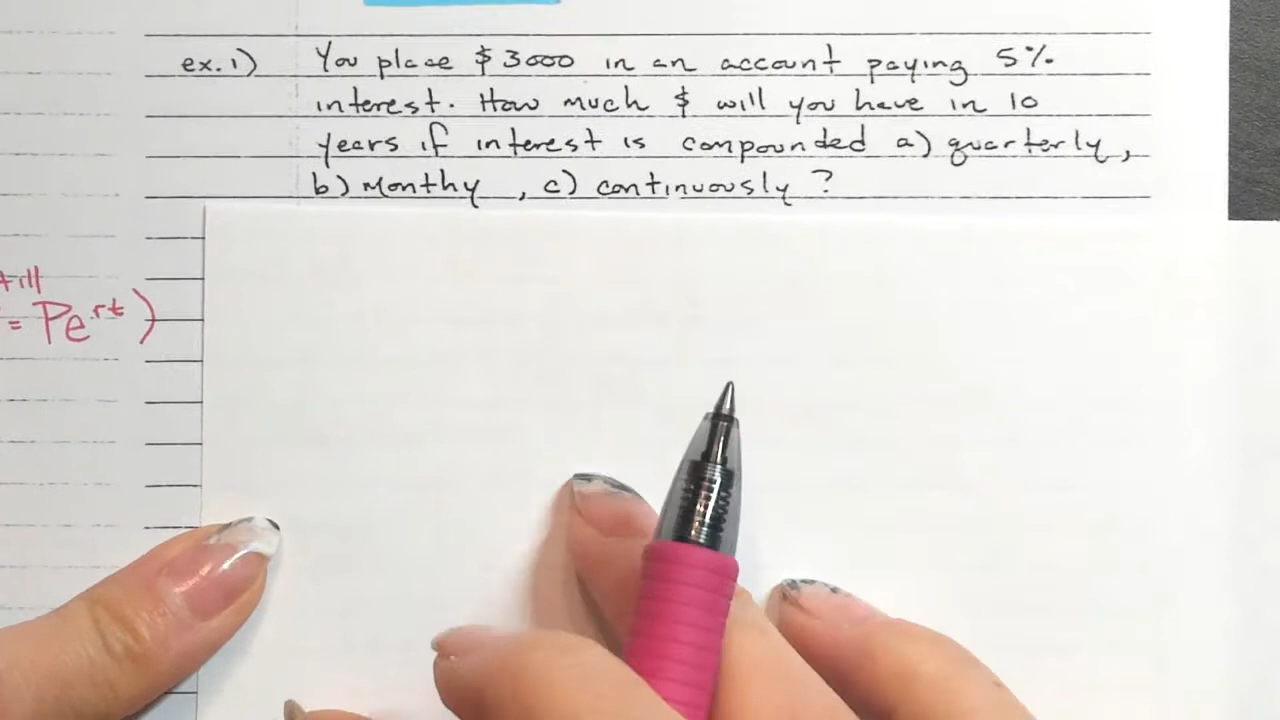 ex.1) You place $3000 in an account paying 5%
interest. How much $ will you have in 10
years if interest is compounded a) quarterly,
b) Monthy, c) continuously?
= Pe^rt )